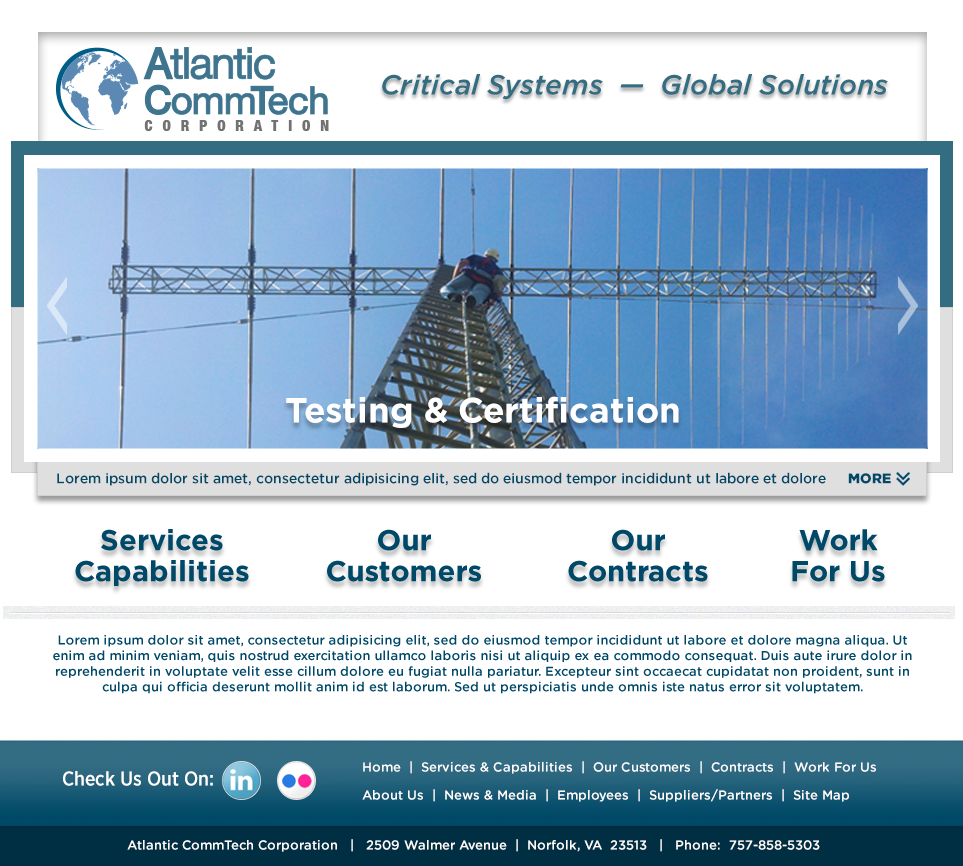 Atlantic
CommTech
CORPORATION
Critical Systems — Global Solutions
Testing & Certification
Lorem ipsum dolor sit amet, consectetur adipisicing elit, sed do eiusmod tempor incididunt ut labore et dolore MORE
Services
Capabilities
Our
Customers
Our
Contracts
Work
For Us
Lorem ipsum dolor sit amet, consectetur adipisicing elit, sed do eiusmod tempor incididunt ut labore et dolore magna aliqua. Ut
enim ad minim veniam, quis nostrud exercitation ullamco laboris nisi ut aliquip ex ea commodo consequat. Duis aute irure dolor in
reprehenderit in voluptate velit esse cillum dolore eu fugiat nulla pariatur. Excepteur sint occaecat cupidatat non proident, sunt in
culpa qui officia deserunt mollit anim id est laborum. Sed ut perspiciatis unde omnis iste natus error sit voluptatem.
Check Us Out On: in
Home | Services & Capabilities | Our Customers | Contracts | Work For Us
About Us | News & Media | Employees | Suppliers/Partners | Site Map
Atlantic CommTech Corporation | 2509 Walmer Avenue | Norfolk, VA 23513 | Phone: 757-858-5303